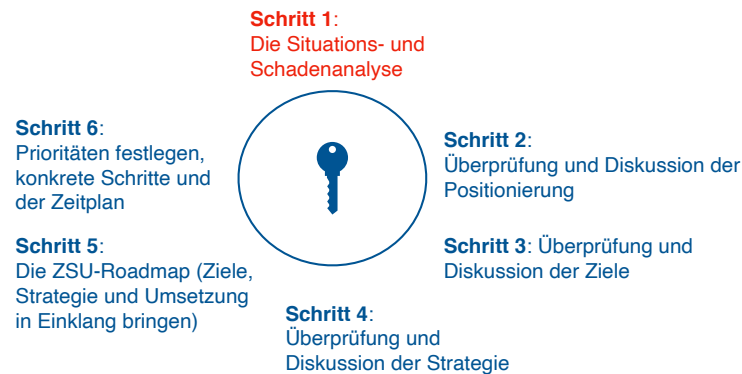 Schritt 1:
Die Situations- und
Schadenanalyse
Schritt 2:
Überprüfung und Diskussion der
Positionierung
Schritt 3: Überprüfung und
Diskussion der Ziele
Schritt 4:
Überprüfung und
Diskussion der Strategie
Schritt 5:
Die ZSU-Roadmap (Ziele,
Strategie und Umsetzung
in Einklang bringen)
Schritt 6:
Prioritäten festlegen,
konkrete Schritte und
der Zeitplan